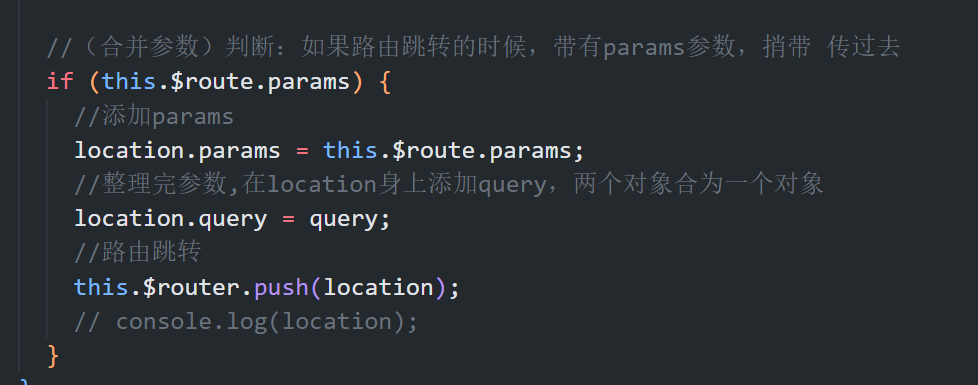 //（合并参数）判断：如果路由跳转的时候，带有params参数，捎带 传过去
if (this.$route.params) {
//添加params
location.params = this.$route.params;
//整理完参数,在location身上添加query，两个对象合为一个对象
location.query = query;
//路由跳转
this.$router.push(location);
// console.log(location);
}
}